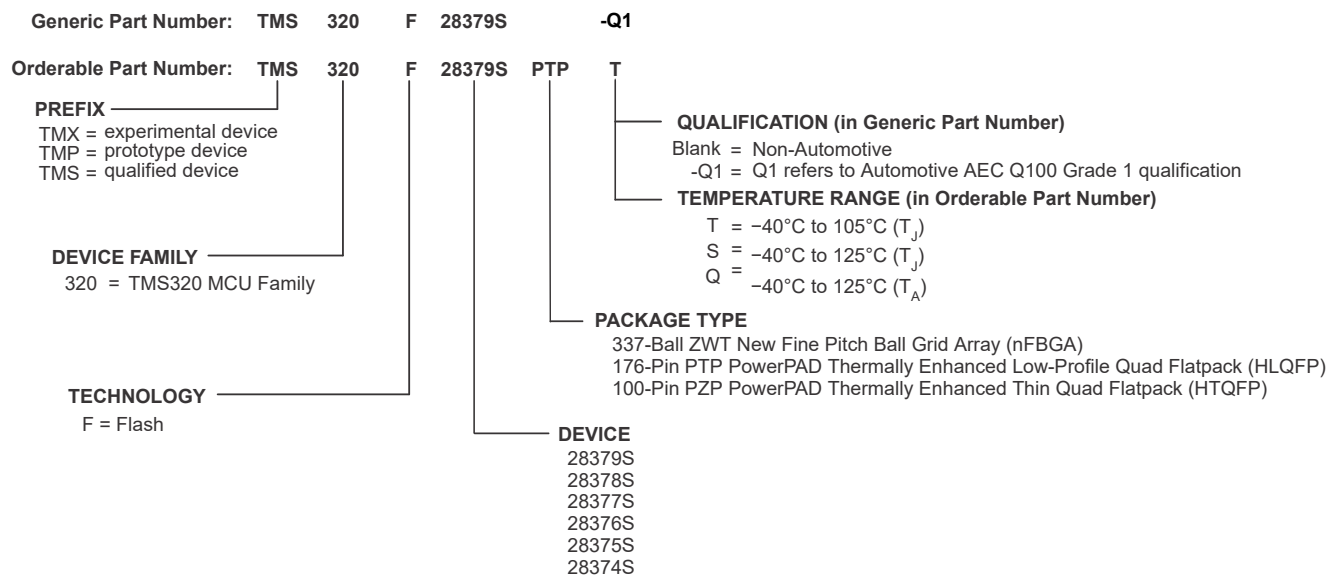 Generic Part Number: TMS 320 F 28379S -Q1
Orderable Part Number: TMS 320 F 28379S PTP T
PREFIX
TMX = experimental device
TMP = prototype device
TMS = qualified device
QUALIFICATION (in Generic Part Number)
Blank = Non-Automotive
-Q1 = Q1 refers to Automotive AEC Q100 Grade 1 qualification
TEMPERATURE RANGE (in Orderable Part Number)
T = −40°C to 105°C (TJ)
S = −40°C to 125°C (TJ)
Q = −40°C to 125°C (TA)
DEVICE FAMILY
320 = TMS320 MCU Family
PACKAGE TYPE
337-Ball ZWT New Fine Pitch Ball Grid Array (nFBGA)
176-Pin PTP PowerPAD Thermally Enhanced Low-Profile Quad Flatpack (HLQFP)
100-Pin PZP PowerPAD Thermally Enhanced Thin Quad Flatpack (HTQFP)
TECHNOLOGY
F = Flash
DEVICE
28379S
28378S
28377S
28376S
28375S
28374S